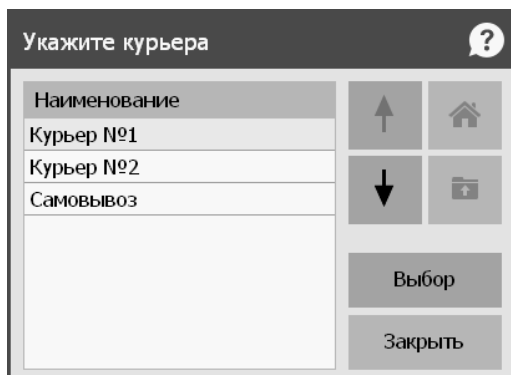 Укажите курьера
?
Наименование
Курьер №1
Курьер №2
Самовывоз
Выбор
Закрыть